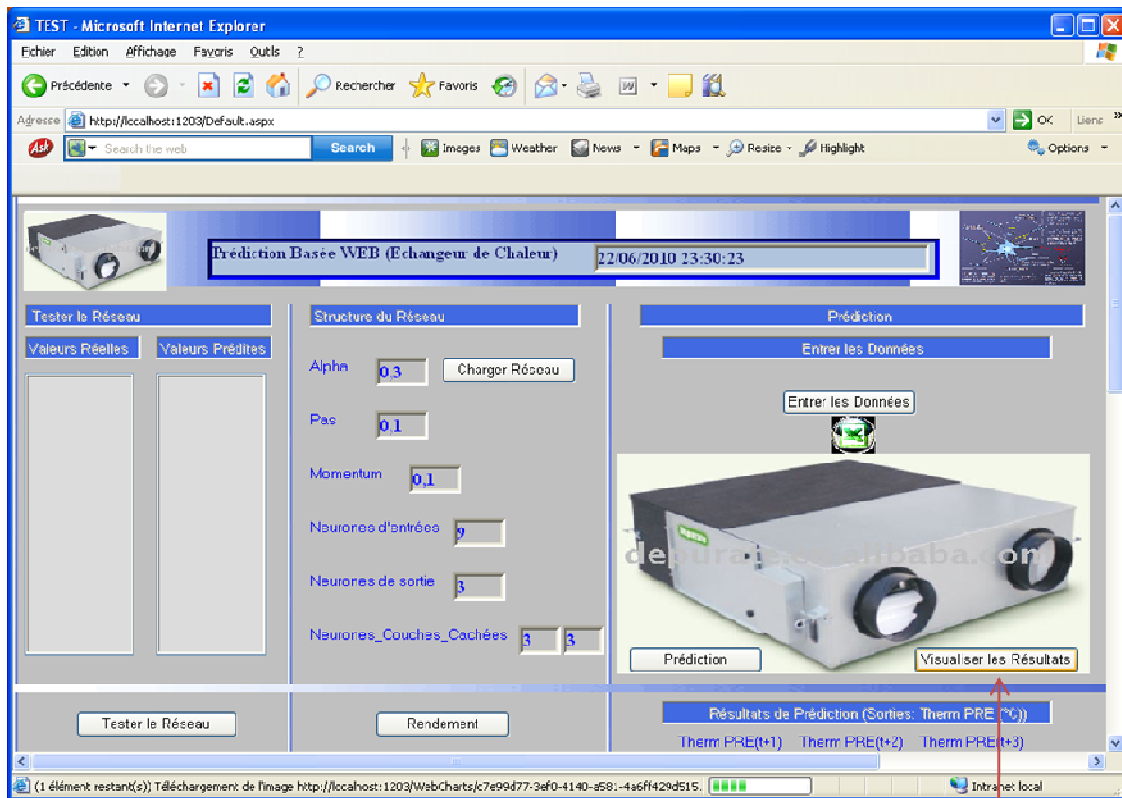 TEST - Microsoft Internet Explorer
Fichier Edition Affichage Favoris Outils ?
Précédente Rechercher Favoris
Adresse http://localhost:1203/Default.aspx OK Liens »
Ask Search the web Search Images Weather News Maps Resize Highlight Options
Prédiction Basée WEB (Echangeur de Chaleur) 22/06/2010 23:30:23
Tester le Réseau Structure du Réseau Prédiction
Valeurs Réelles Valeurs Prédites Entrer les Données
Alpha 0,3 Charger Réseau
Entrer les Données
Pas 0,1
Momentum 0,1
Neurones d'entrées 9
Neurones de sortie 3
Neurones_Couches_Cachées 3 3
Prédiction Visualiser les Résultats
Tester le Réseau Rendement Résultats de Prédiction (Sorties: Therm PRE (°C))
Therm PRE(t+1) Therm PRE(t+2) Therm PRE(t+3)
(1 élément restant(s)) Téléchargement de l'image http://localhost:1203/WebCharts/c7e99d77-3ef0-4140-a581-4a6ff429d515. Intranet local